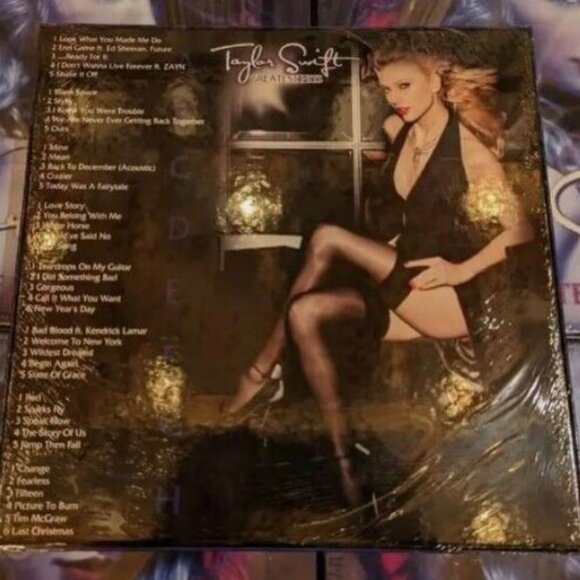 Taylor Swift
GREATEST HITS
1 Look What You Made Me Do
2 End Game ft. Ed Sheeran, Future
3 ...Ready For It
4 I Don't Wanna Live Forever ft. ZAYN
5 Shake It Off
1 Blank Space
2 Style
3 I Knew You Were Trouble
4 We Are Never Ever Getting Back Together
5 Ours
1 Mine
2 Mean
3 Back To December (Acoustic)
4 Crazier
5 Today Was A Fairytale
1 Love Story
2 You Belong With Me
3 White Horse
Should've Said No
Song
1 Teardrops On My Guitar
2 I Did Something Bad
3 Gorgeous
4 Call It What You Want
5 New Year's Day
1 Bad Blood ft. Kendrick Lamar
2 Welcome To New York
3 Wildest Dreams
4 Begin Again
5 State Of Grace
1 Red
2 Sparks Fly
3 Speak Now
4 The Story Of Us
5 Jump Then Fall
1 Change
2 Fearless
3 Fifteen
4 Picture To Burn
5 Tim McGraw
6 Last Christmas
C
D
E
H